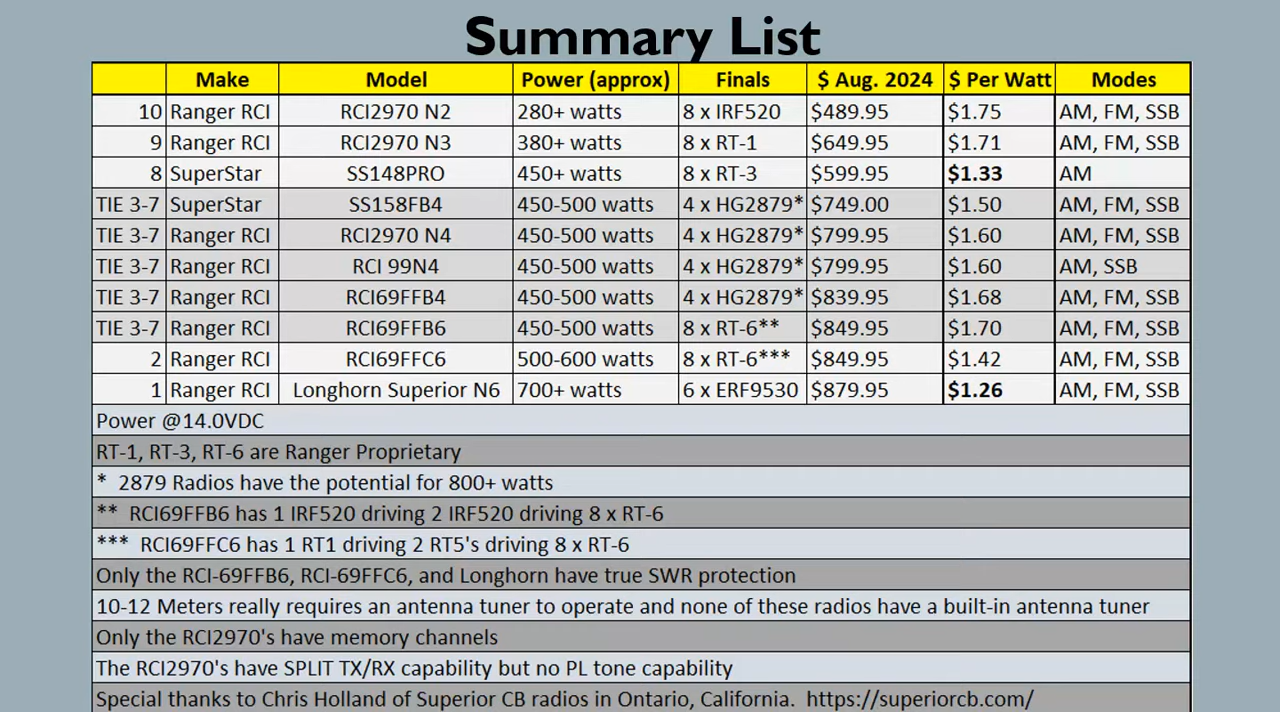 Summary List
Make Model Power (approx) Finals $ Aug. 2024 $ Per Watt Modes
10 Ranger RCI RCI2970 N2 280+ watts 8 x IRF520 $489.95 $1.75 AM, FM, SSB
9 Ranger RCI RCI2970 N3 380+ watts 8 x RT-1 $649.95 $1.71 AM, FM, SSB
8 SuperStar SS148PRO 450+ watts 8 x RT-3 $599.95 $1.33 AM
TIE 3-7 SuperStar SS158FB4 450-500 watts 4 x HG2879* $749.00 $1.50 AM, FM, SSB
TIE 3-7 Ranger RCI RCI2970 N4 450-500 watts 4 x HG2879* $799.95 $1.60 AM, FM, SSB
TIE 3-7 Ranger RCI RCI 99N4 450-500 watts 4 x HG2879* $799.95 $1.60 AM, SSB
TIE 3-7 Ranger RCI RCI69FFB4 450-500 watts 4 x HG2879* $839.95 $1.68 AM, FM, SSB
TIE 3-7 Ranger RCI RCI69FFB6 450-500 watts 8 x RT-6** $849.95 $1.70 AM, FM, SSB
2 Ranger RCI RCI69FFC6 500-600 watts 8 x RT-6*** $849.95 $1.42 AM, FM, SSB
1 Ranger RCI Longhorn Superior N6 700+ watts 6 x ERF9530 $879.95 $1.26 AM, FM, SSB
Power @14.0VDC
RT-1, RT-3, RT-6 are Ranger Proprietary
* 2879 Radios have the potential for 800+ watts
** RCI69FFB6 has 1 IRF520 driving 2 IRF520 driving 8 x RT-6
*** RCI69FFC6 has 1 RT1 driving 2 RT5's driving 8 x RT-6
Only the RCI-69FFB6, RCI-69FFC6, and Longhorn have true SWR protection
10-12 Meters really requires an antenna tuner to operate and none of these radios have a built-in antenna tuner
Only the RCI2970's have memory channels
The RCI2970's have SPLIT TX/RX capability but no PL tone capability
Special thanks to Chris Holland of Superior CB radios in Ontario, California. https://superiorcb.com/